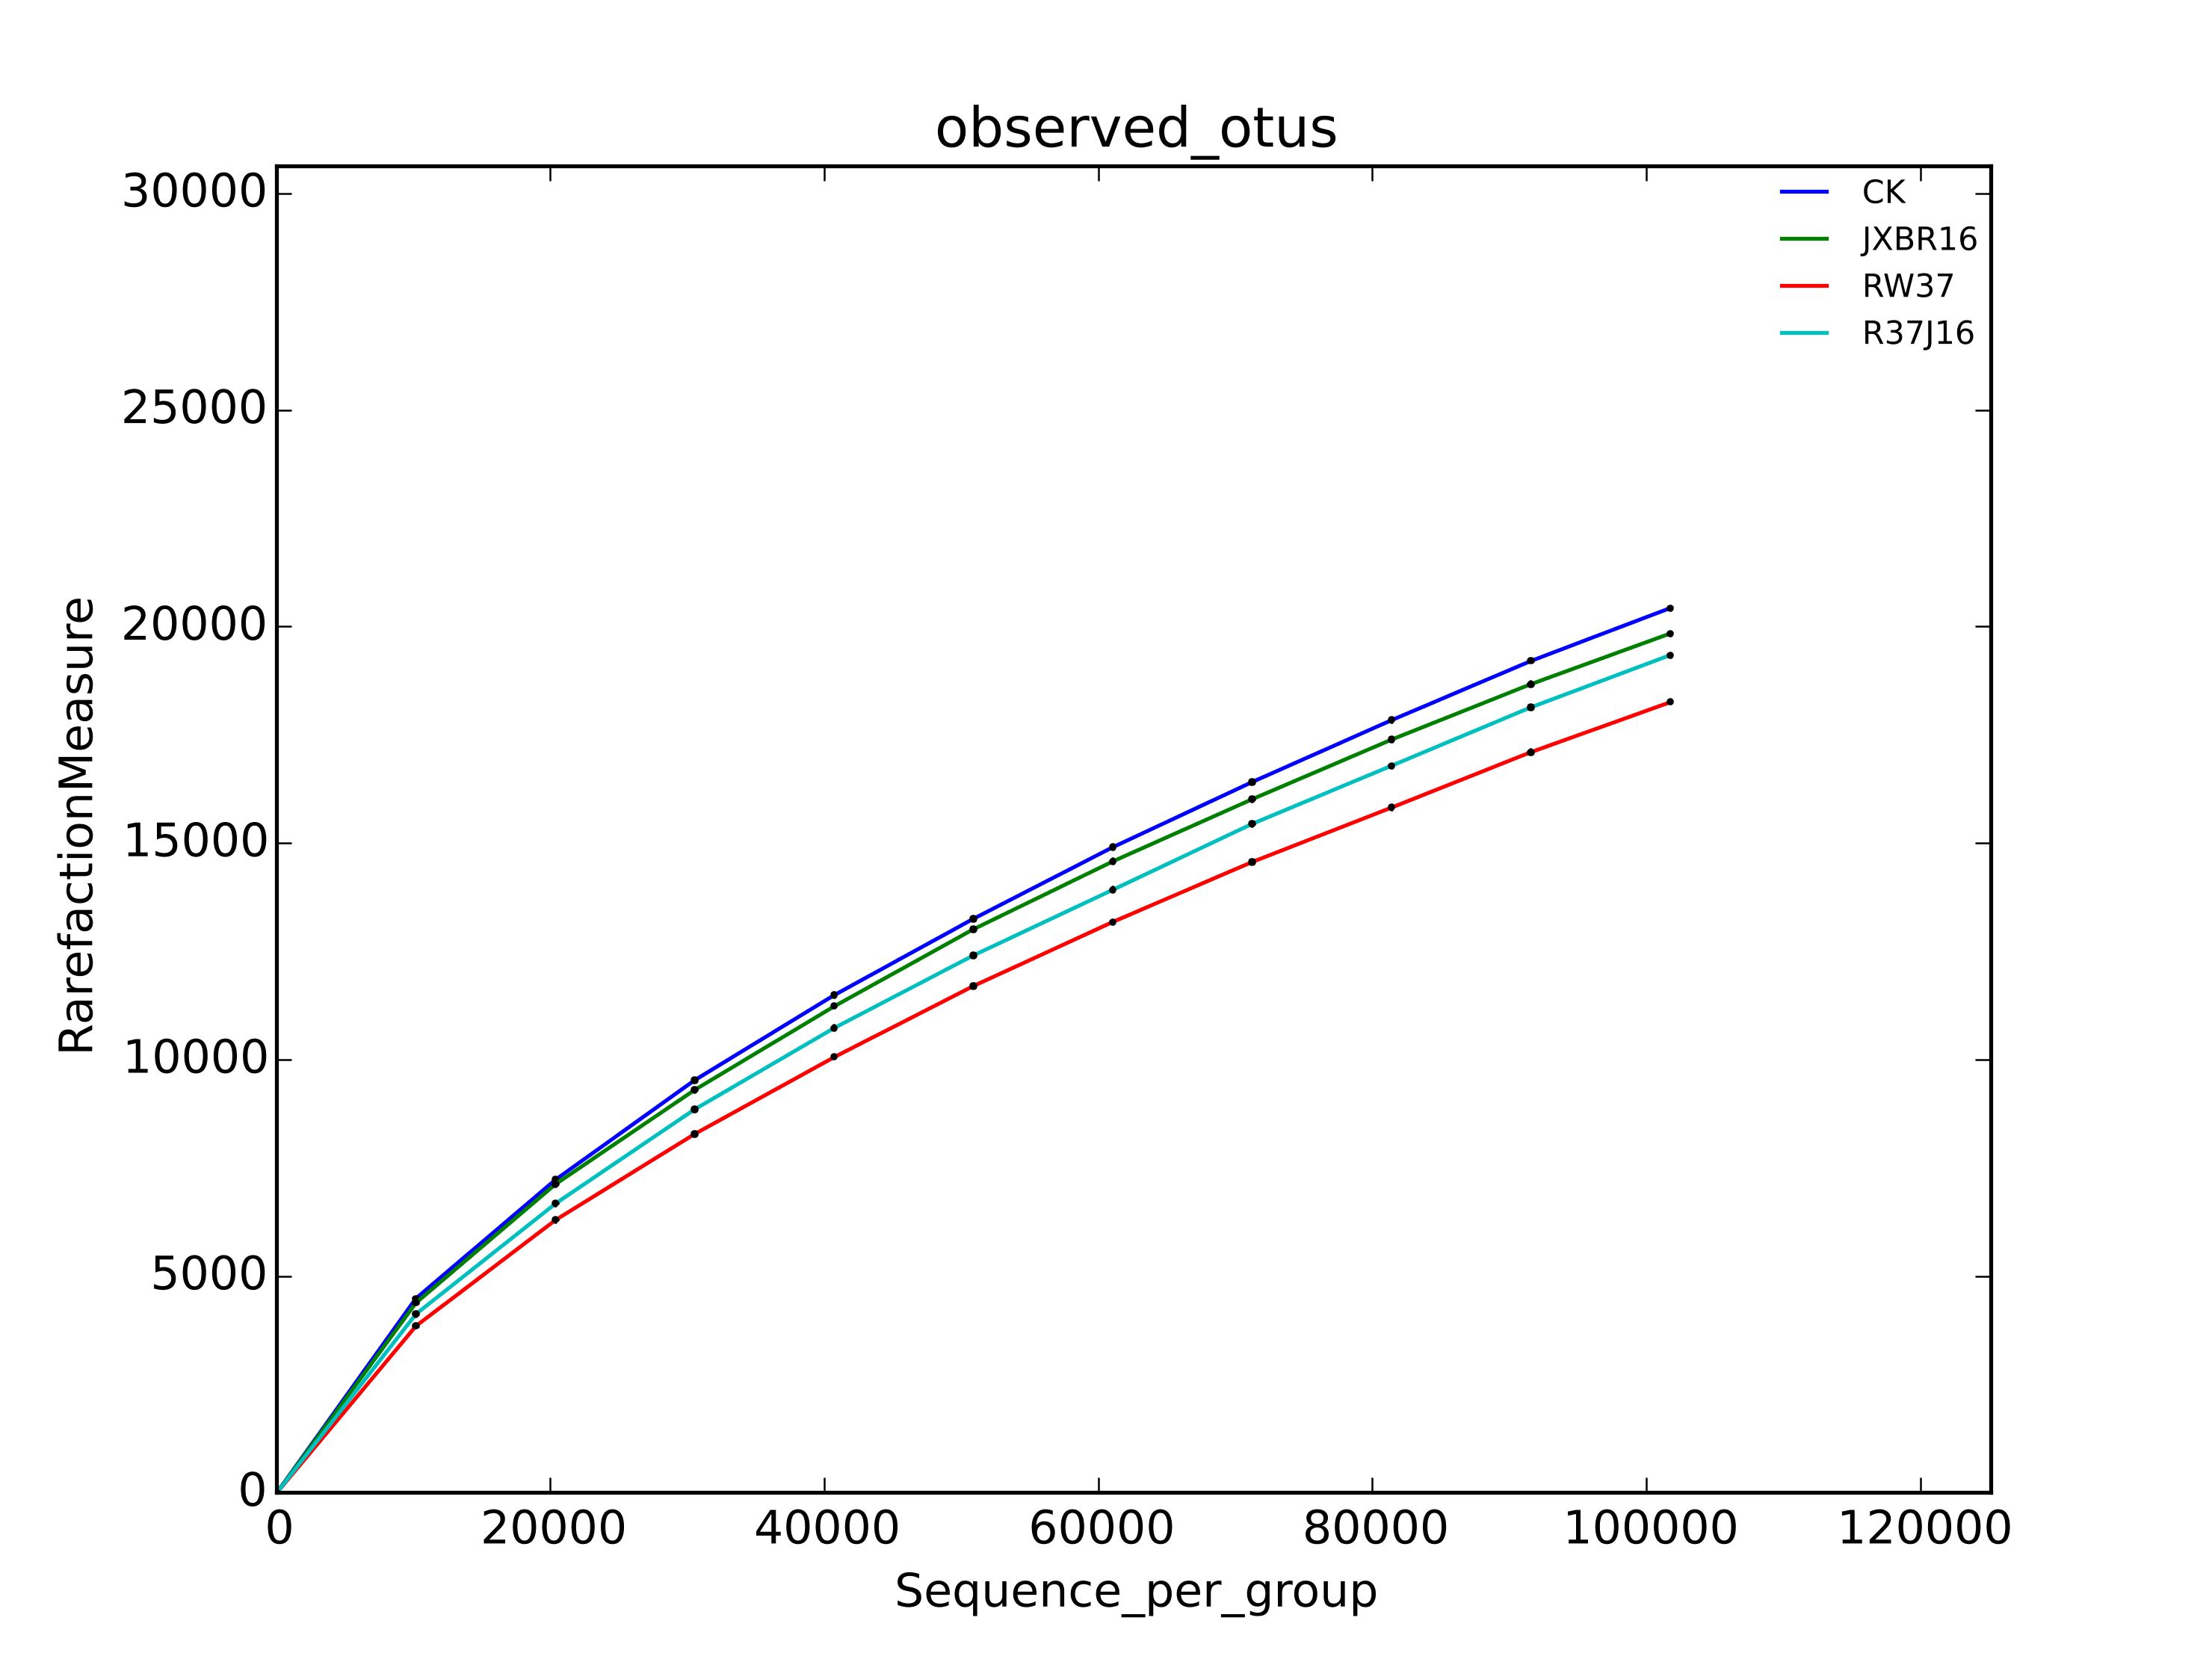 observed_otus
30000
25000
20000
15000
10000
5000
0
RarefactionMeasure
CK
JXBR16
RW37
R37J16
0 20000 40000 60000 80000 100000 120000
Sequence_per_group